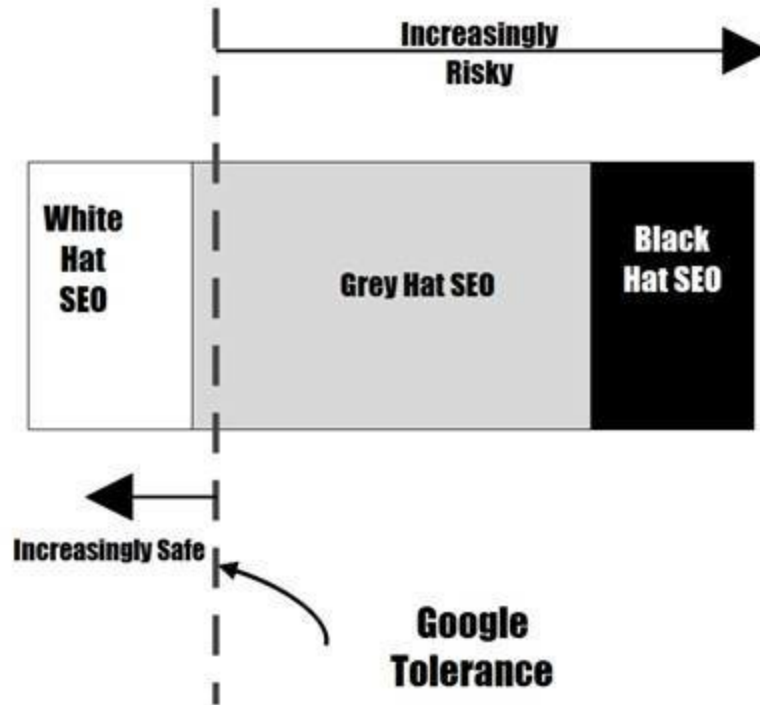 Increasingly
Risky
White
Hat
SEO
Grey Hat SEO
Black
Hat SEO
Increasingly Safe
Google
Tolerance